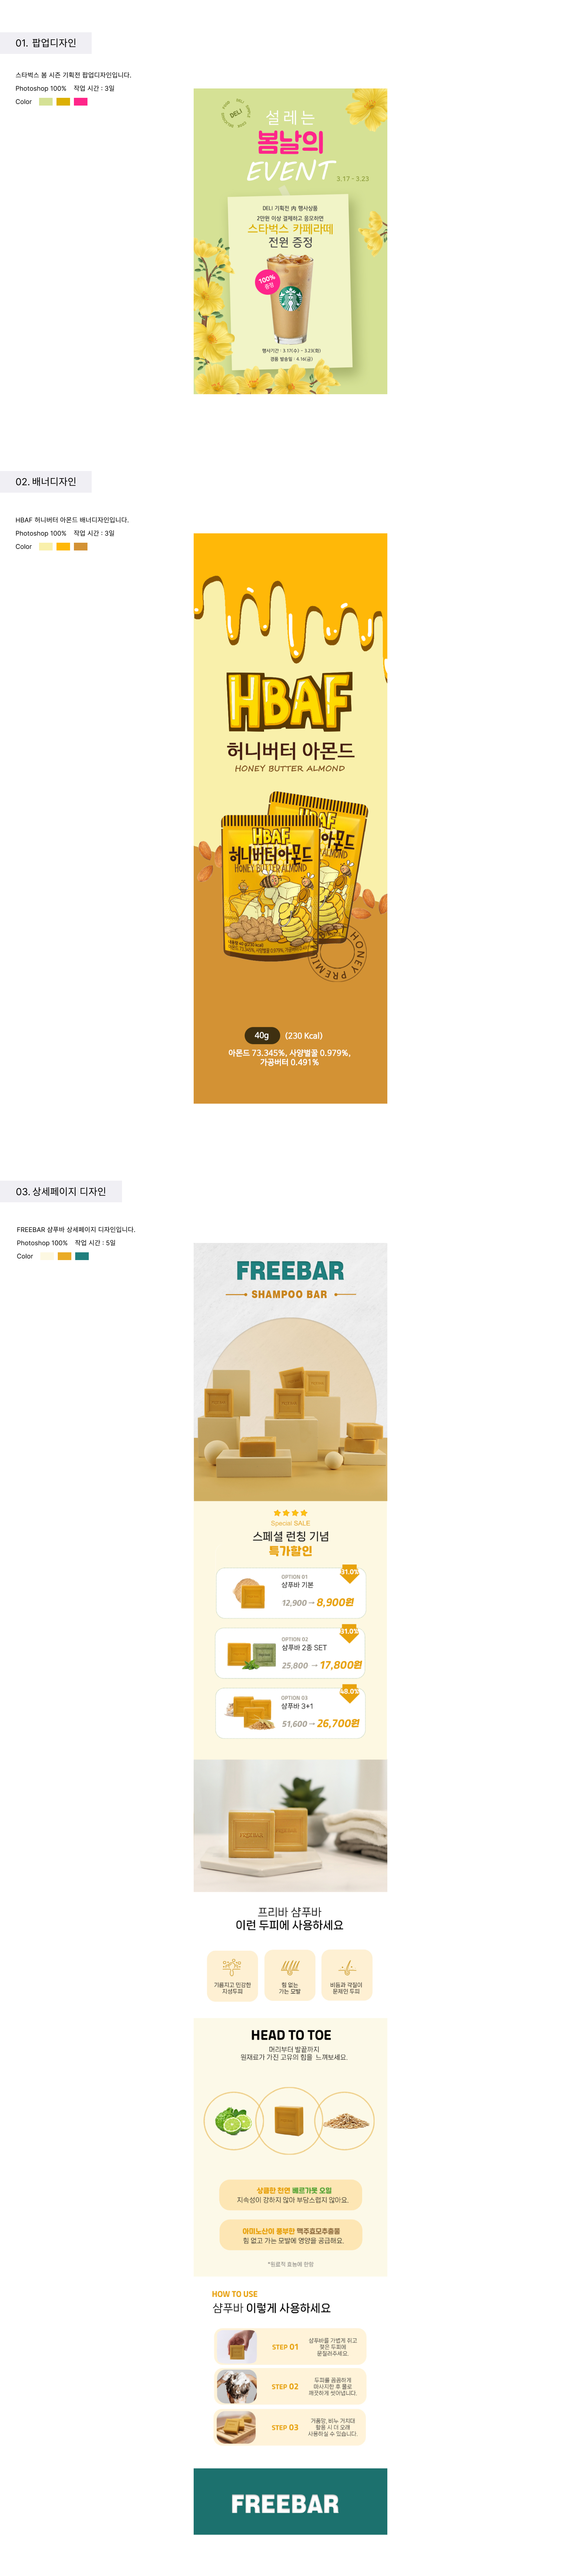 01. 팝업디자인
스타벅스 봄 시즌 기획전 팝업디자인입니다.
Photoshop 100% 작업 시간 : 3일
Color
DELI
설레는
봄날의
EVENT
3.17 - 3.23
DELI 기획전 內 행사상품
2만원 이상 결제하고 응모하면
스타벅스 카페라떼
전원 증정
100%
증정
행사기간 : 3.17(수) ~ 3.23(화)
경품 발송일 : 4.16(금)
02. 배너디자인
HBAF 허니버터 아몬드 배너디자인입니다.
Photoshop 100% 작업 시간 : 3일
Color
HBAF
허니버터 아몬드
HONEY BUTTER ALMOND
HBAF
허니버터아몬드
HONEY BUTTER ALMOND
HBAF
아몬드
ALMOND
BEST HONEY PREMIUM
40g (230 Kcal)
아몬드 73.345%, 사양벌꿀 0.979%,
가공버터 0.491%
03. 상세페이지 디자인
FREEBAR 샴푸바 상세페이지 디자인입니다.
Photoshop 100% 작업 시간 : 5일
Color
FREEBAR
SHAMPOO BAR
Special SALE
스페셜 런칭 기념
특가할인
31.0%
OPTION 01
샴푸바 기본
12,900 → 8,900원
31.0%
OPTION 02
샴푸바 2종 SET
25,800 → 17,800원
48.0%
OPTION 03
샴푸바 3+1
51,600 → 26,700원
FREEBAR
프리바 샴푸바
이런 두피에 사용하세요
기름지고 민감한
지성두피
힘 없는
가는 모발
비듬과 각질이
문제인 두피
HEAD TO TOE
머리부터 발끝까지
원재료가 가진 고유의 힘을 느껴보세요.
상큼한 천연 베르가못 오일
지속성이 강하지 않아 부담스럽지 않아요.
아미노산이 풍부한 맥주효모추출물
힘 없고 가는 모발에 영양을 공급해요.
*원료적 효능에 한함
HOW TO USE
샴푸바 이렇게 사용하세요
STEP 01
샴푸바를 가볍게 쥐고
젖은 두피에
문질러주세요.
STEP 02
두피를 꼼꼼하게
마사지한 후 물로
깨끗하게 씻어냅니다.
STEP 03
거품망, 비누 거치대
활용 시 더 오래
사용하실 수 있습니다.
FREEBAR